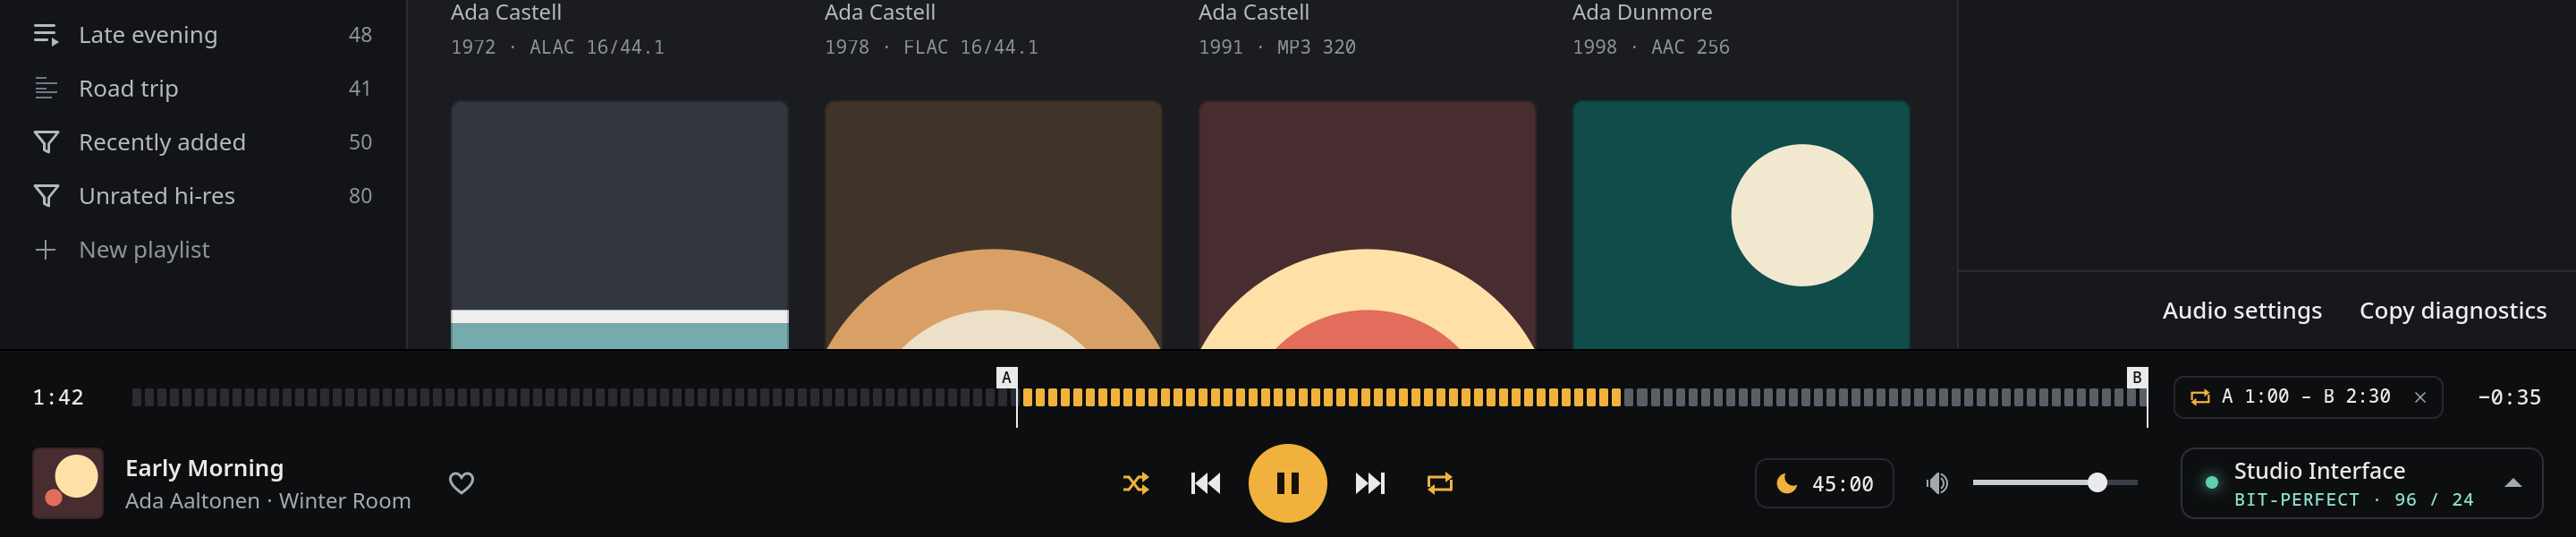 Late evening 48
Road trip 41
Recently added 50
Unrated hi-res 80
New playlist
Ada Castell
1972 · ALAC 16/44.1
Ada Castell
1978 · FLAC 16/44.1
Ada Castell
1991 · MP3 320
Ada Dunmore
1998 · AAC 256
Audio settings
Copy diagnostics
1:42
A
B
A 1:00 – B 2:30
−0:35
Early Morning
Ada Aaltonen · Winter Room
45:00
Studio Interface
BIT-PERFECT · 96 / 24